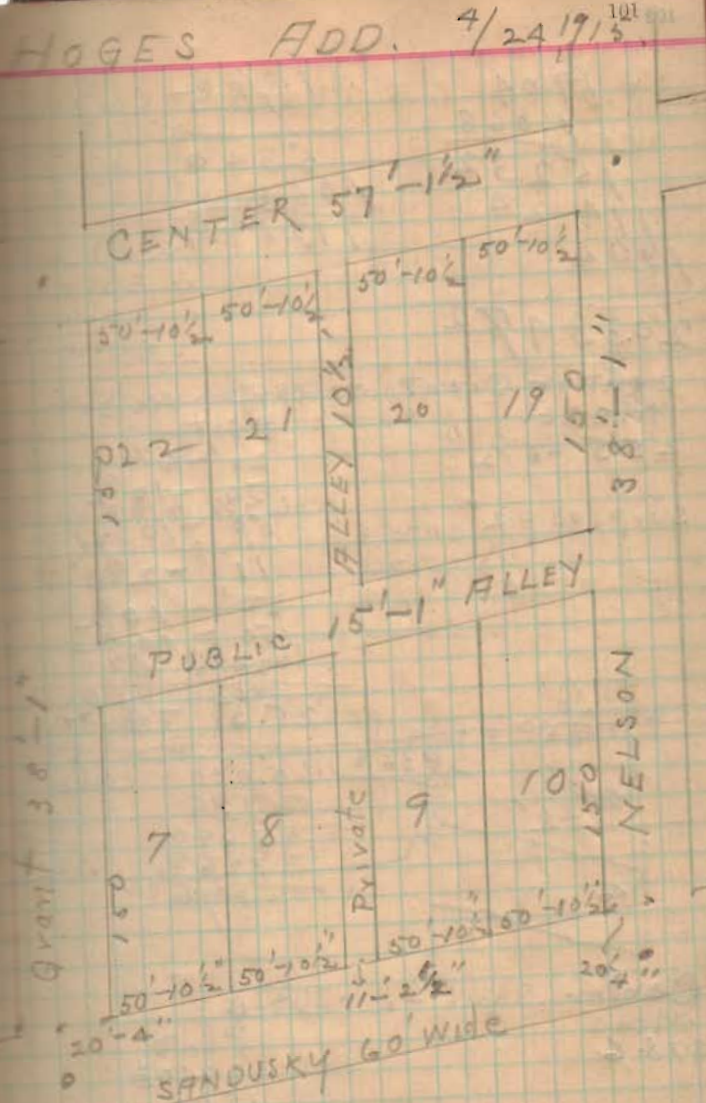 101
HOGES ADD. 4/24, 1913.
CENTER 57'-1½"
50'-10½ 50'-10½' 50'-10½ 50'-10½
22 21 20 19
150 ALLEY 10½' 150 38'-1"
PUBLIC 15'-1" ALLEY
Grant 38'-1"
7 8 9 10
150 Private 150 NELSON
50'-10½" 50'-10½" 50'-10½" 50'-10½"
20'-4" 11'-2½" 20'-4"
SANDUSKY 60' Wide